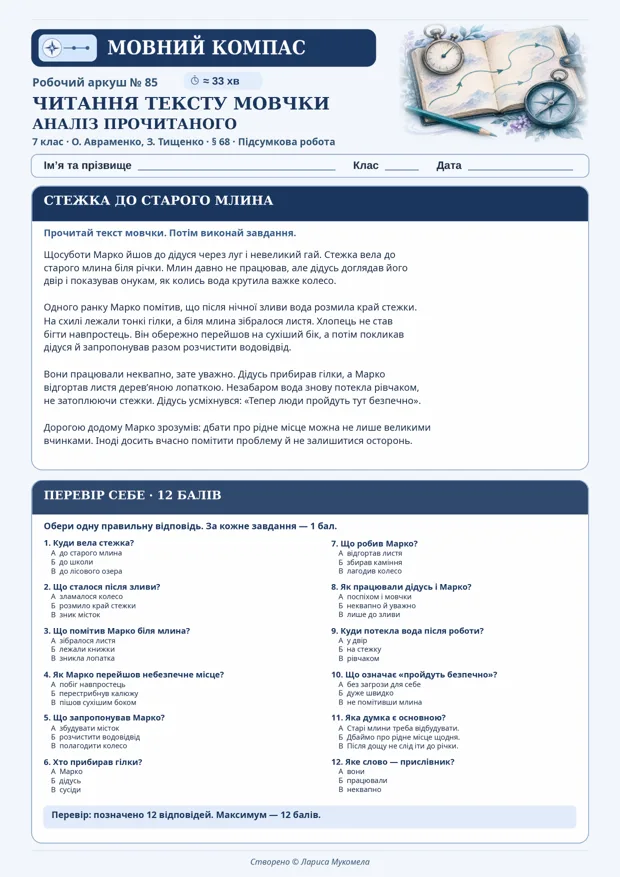 МОВНИЙ КОМПАС
Робочий аркуш № 85
≈ 33 хв
ЧИТАННЯ ТЕКСТУ МОВЧКИ
АНАЛІЗ ПРОЧИТАНОГО
7 клас · О. Авраменко, З. Тищенко · § 68 · Підсумкова робота
Ім’я та прізвище
Клас
Дата
СТЕЖКА ДО СТАРОГО МЛИНА
Прочитай текст мовчки. Потім виконай завдання.
Щосуботи Марко йшов до дідуся через луг і невеликий гай. Стежка вела до
старого млина біля річки. Млин давно не працював, але дідусь доглядав його
двір і показував онукам, як колись вода крутила важке колесо.
Одного ранку Марко помітив, що після нічної зливи вода розмила край стежки.
На схилі лежали тонкі гілки, а біля млина зібралося листя. Хлопець не став
бігти навпростець. Він обережно перейшов на сухіший бік, а потім покликав
дідуся й запропонував разом розчистити водовідвід.
Вони працювали неквапно, зате уважно. Дідусь прибирав гілки, а Марко
відгортав листя дерев’яною лопаткою. Незабаром вода знову потекла рівчаком,
не затоплюючи стежки. Дідусь усміхнувся: «Тепер люди пройдуть тут безпечно».
Дорогою додому Марко зрозумів: дбати про рідне місце можна не лише великими
вчинками. Іноді досить вчасно помітити проблему й не залишитися осторонь.
ПЕРЕВІР СЕБЕ · 12 БАЛІВ
Обери одну правильну відповідь. За кожне завдання — 1 бал.
1. Куди вела стежка?
А до старого млина
Б до школи
В до лісового озера
2. Що сталося після зливи?
А зламалося колесо
Б розмило край стежки
В зник місток
3. Що помітив Марко біля млина?
А зібралося листя
Б лежали книжки
В зникла лопатка
4. Як Марко перейшов небезпечне місце?
А побіг навпростець
Б перестрибнув калюжу
В пішов сухішим боком
5. Що запропонував Марко?
А збудувати місток
Б розчистити водовідвід
В полагодити колесо
6. Хто прибирав гілки?
А Марко
Б дідусь
В сусіди
7. Що робив Марко?
А відгортав листя
Б збирав каміння
В лагодив колесо
8. Як працювали дідусь і Марко?
А поспіхом і мовчки
Б неквапно й уважно
В лише до зливи
9. Куди потекла вода після роботи?
А у двір
Б на стежку
В рівчаком
10. Що означає «пройдуть безпечно»?
А без загрози для себе
Б дуже швидко
В не помітивши млина
11. Яка думка є основною?
А Старі млини треба відбудувати.
Б Дбаймо про рідне місце щодня.
В Після дощу не слід іти до річки.
12. Яке слово — прислівник?
А вони
Б працювали
В неквапно
Перевір: позначено 12 відповідей. Максимум — 12 балів.
Створено © Лариса Мукомела